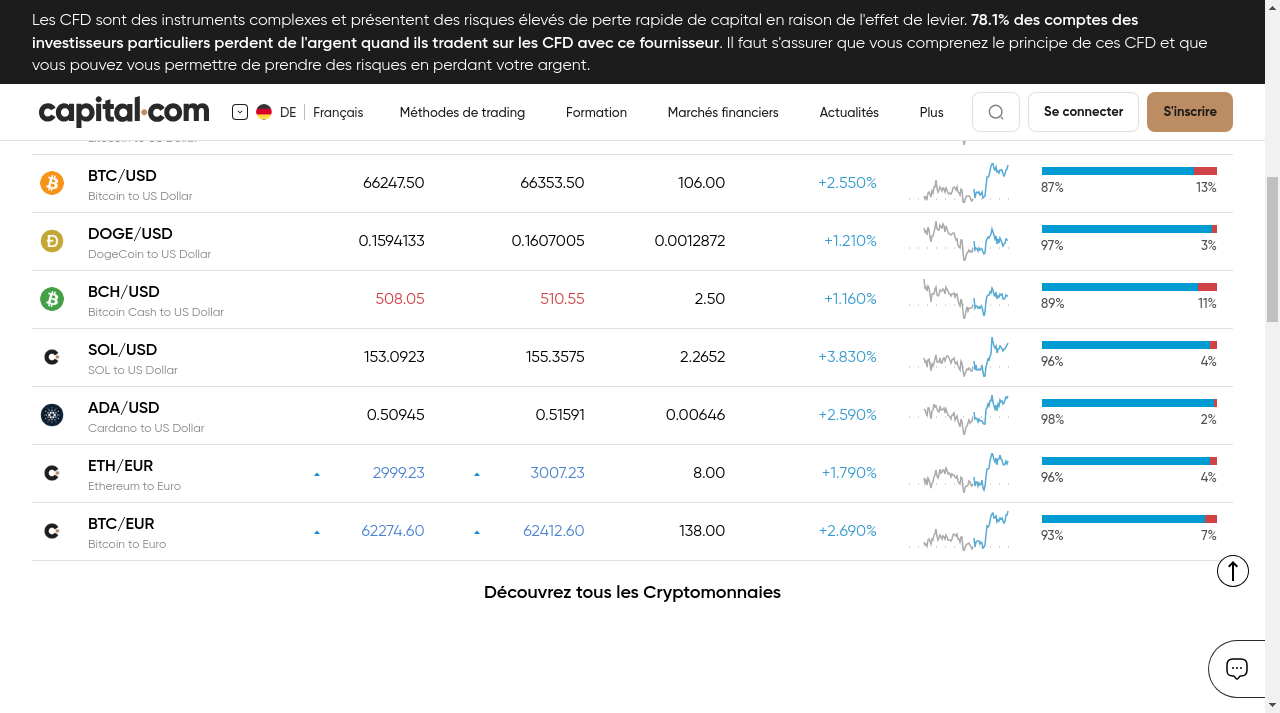 Les CFD sont des instruments complexes et présentent des risques élevés de perte rapide de capital en raison de l'effet de levier. 78.1% des comptes des
investisseurs particuliers perdent de l'argent quand ils tradent sur les CFD avec ce fournisseur. Il faut s'assurer que vous comprenez le principe de ces CFD et que
vous pouvez vous permettre de prendre des risques en perdant votre argent.
capital.com DE Français Méthodes de trading Formation Marchés financiers Actualités Plus Se connecter S'inscrire
BTC/USD 66247.50 66353.50 106.00 +2.550% 87% 13%
Bitcoin to US Dollar
DOGE/USD 0.1594133 0.1607005 0.0012872 +1.210% 97% 3%
DogeCoin to US Dollar
BCH/USD 508.05 510.55 2.50 +1.160% 89% 11%
Bitcoin Cash to US Dollar
SOL/USD 153.0923 155.3575 2.2652 +3.830% 96% 4%
SOL to US Dollar
ADA/USD 0.50945 0.51591 0.00646 +2.590% 98% 2%
Cardano to US Dollar
ETH/EUR 2999.23 3007.23 8.00 +1.790% 96% 4%
Ethereum to Euro
BTC/EUR 62274.60 62412.60 138.00 +2.690% 93% 7%
Bitcoin to Euro
Découvrez tous les Cryptomonnaies